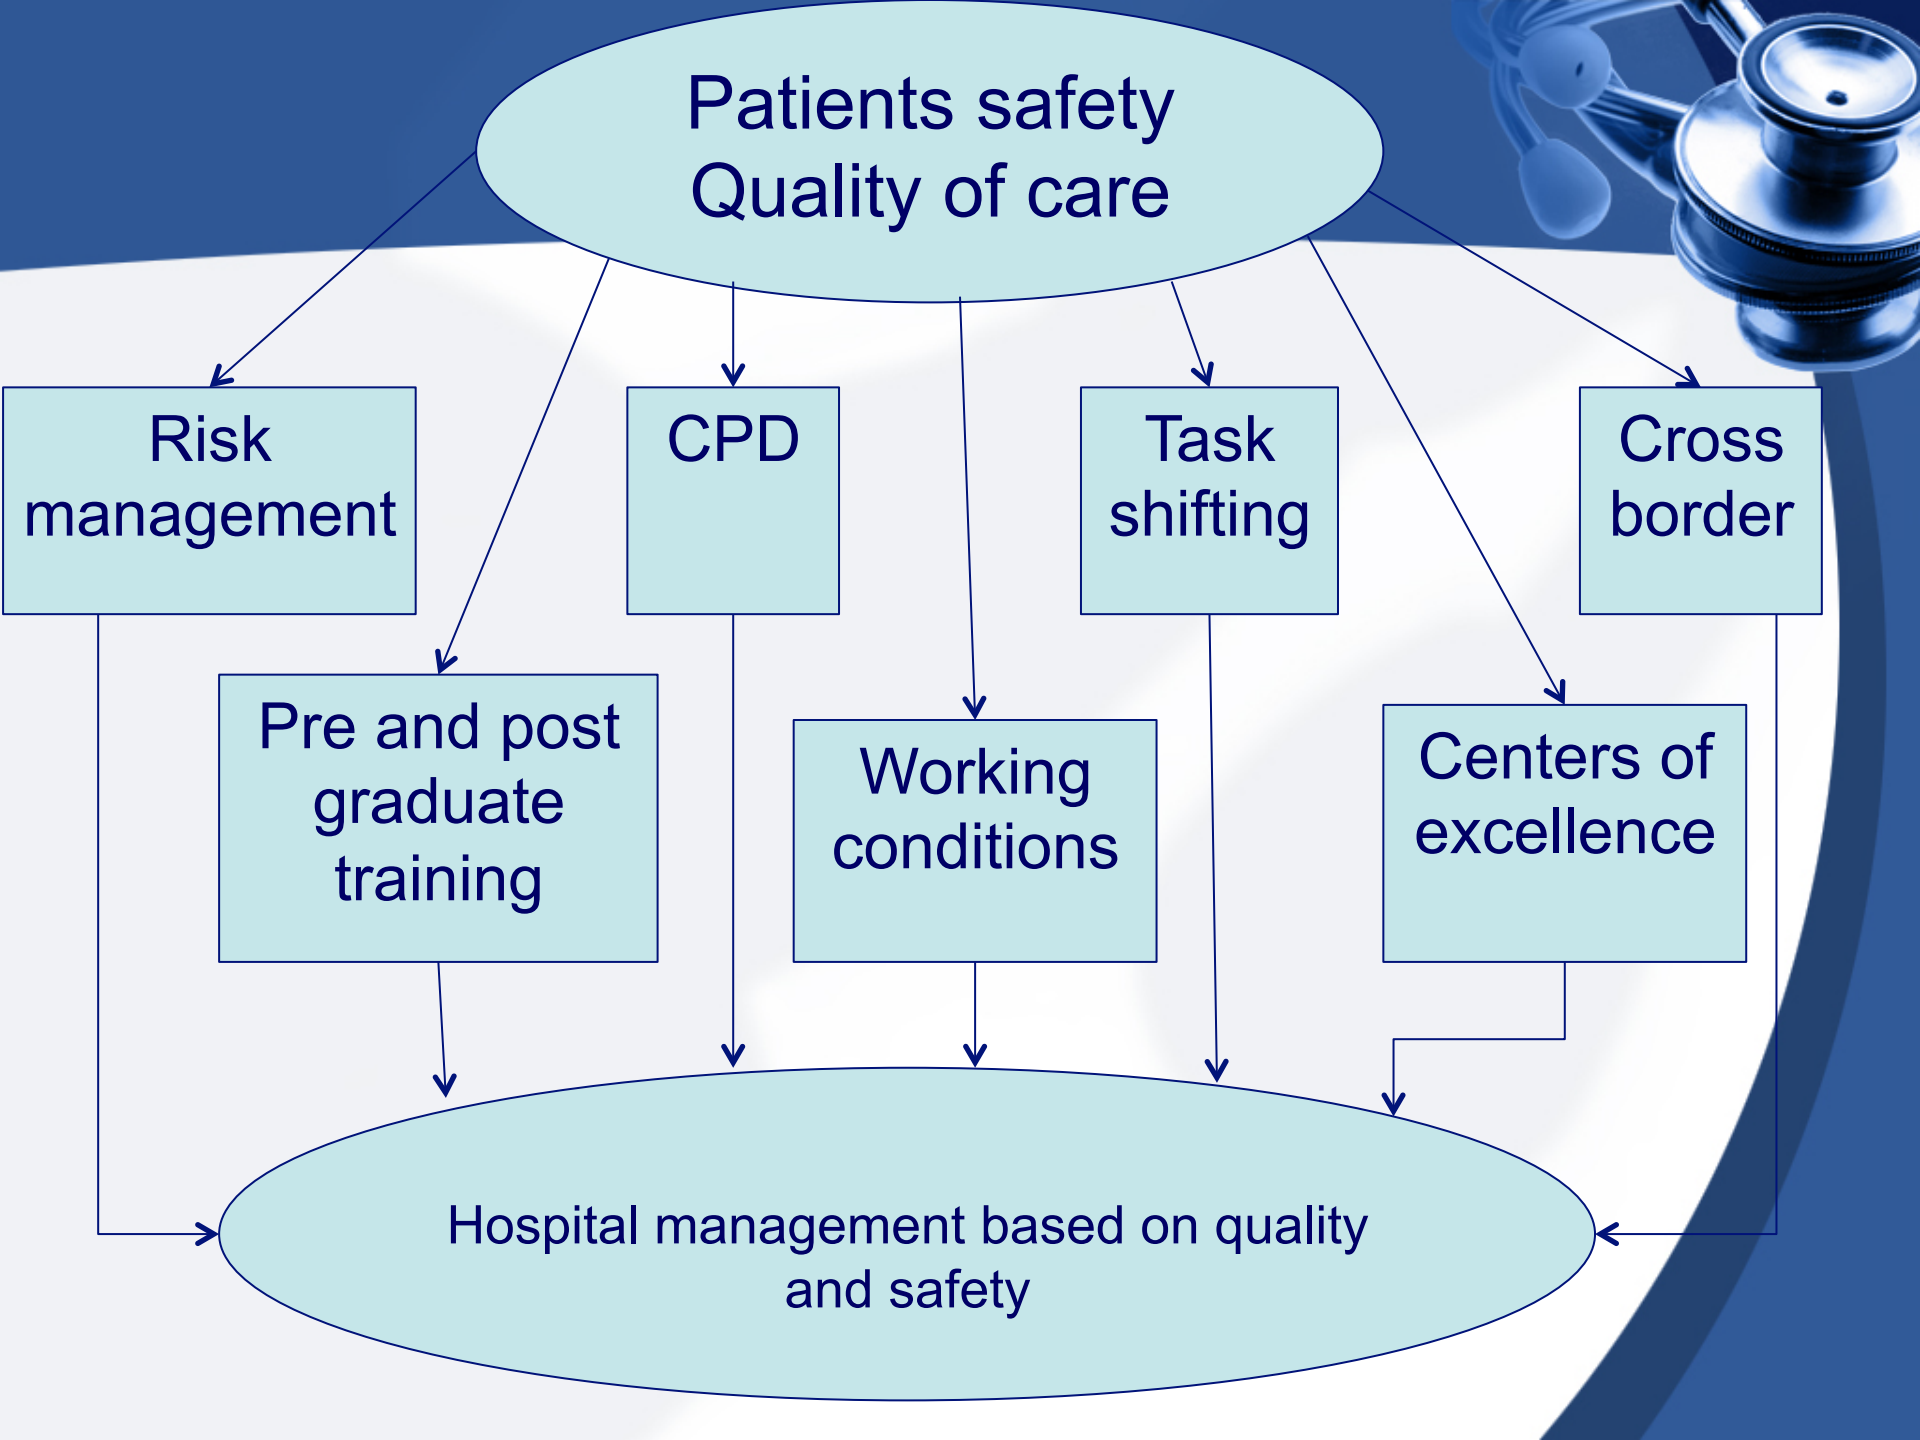 Patients safety
Quality of care
Risk
management
CPD
Task
shifting
Cross
border
Pre and post
graduate
training
Working
conditions
Centers of
excellence
Hospital management based on quality
and safety